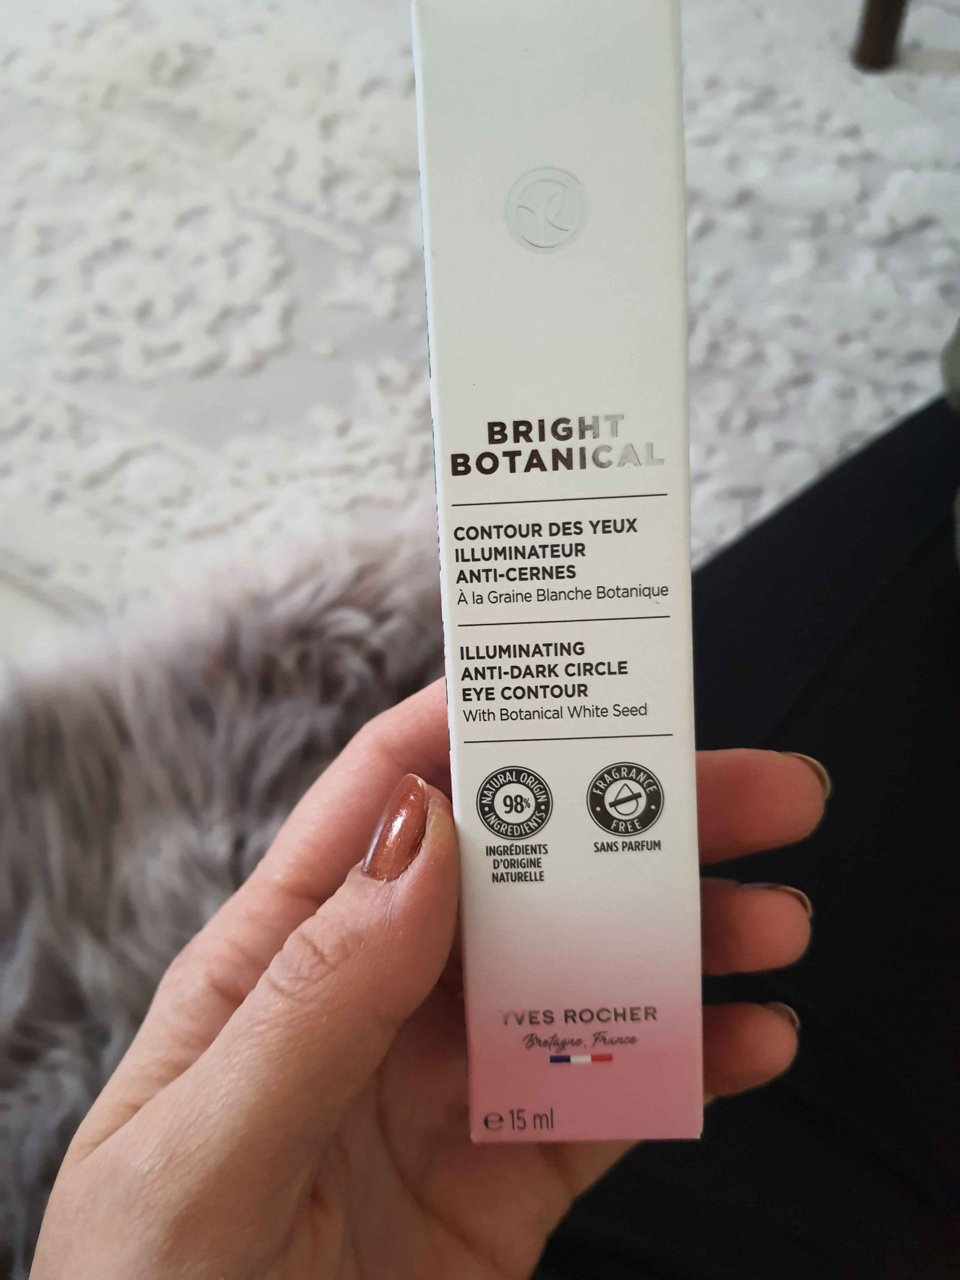 BRIGHT
BOTANICAL
CONTOUR DES YEUX
ILLUMINATEUR
ANTI-CERNES
À la Graine Blanche Botanique
ILLUMINATING
ANTI-DARK CIRCLE
EYE CONTOUR
With Botanical White Seed
NATURAL ORIGIN
98%
INGREDIENTS
INGRÉDIENTS
D'ORIGINE
NATURELLE
FRAGRANCE
FREE
SANS PARFUM
YVES ROCHER
Bretagne, France
℮ 15 ml